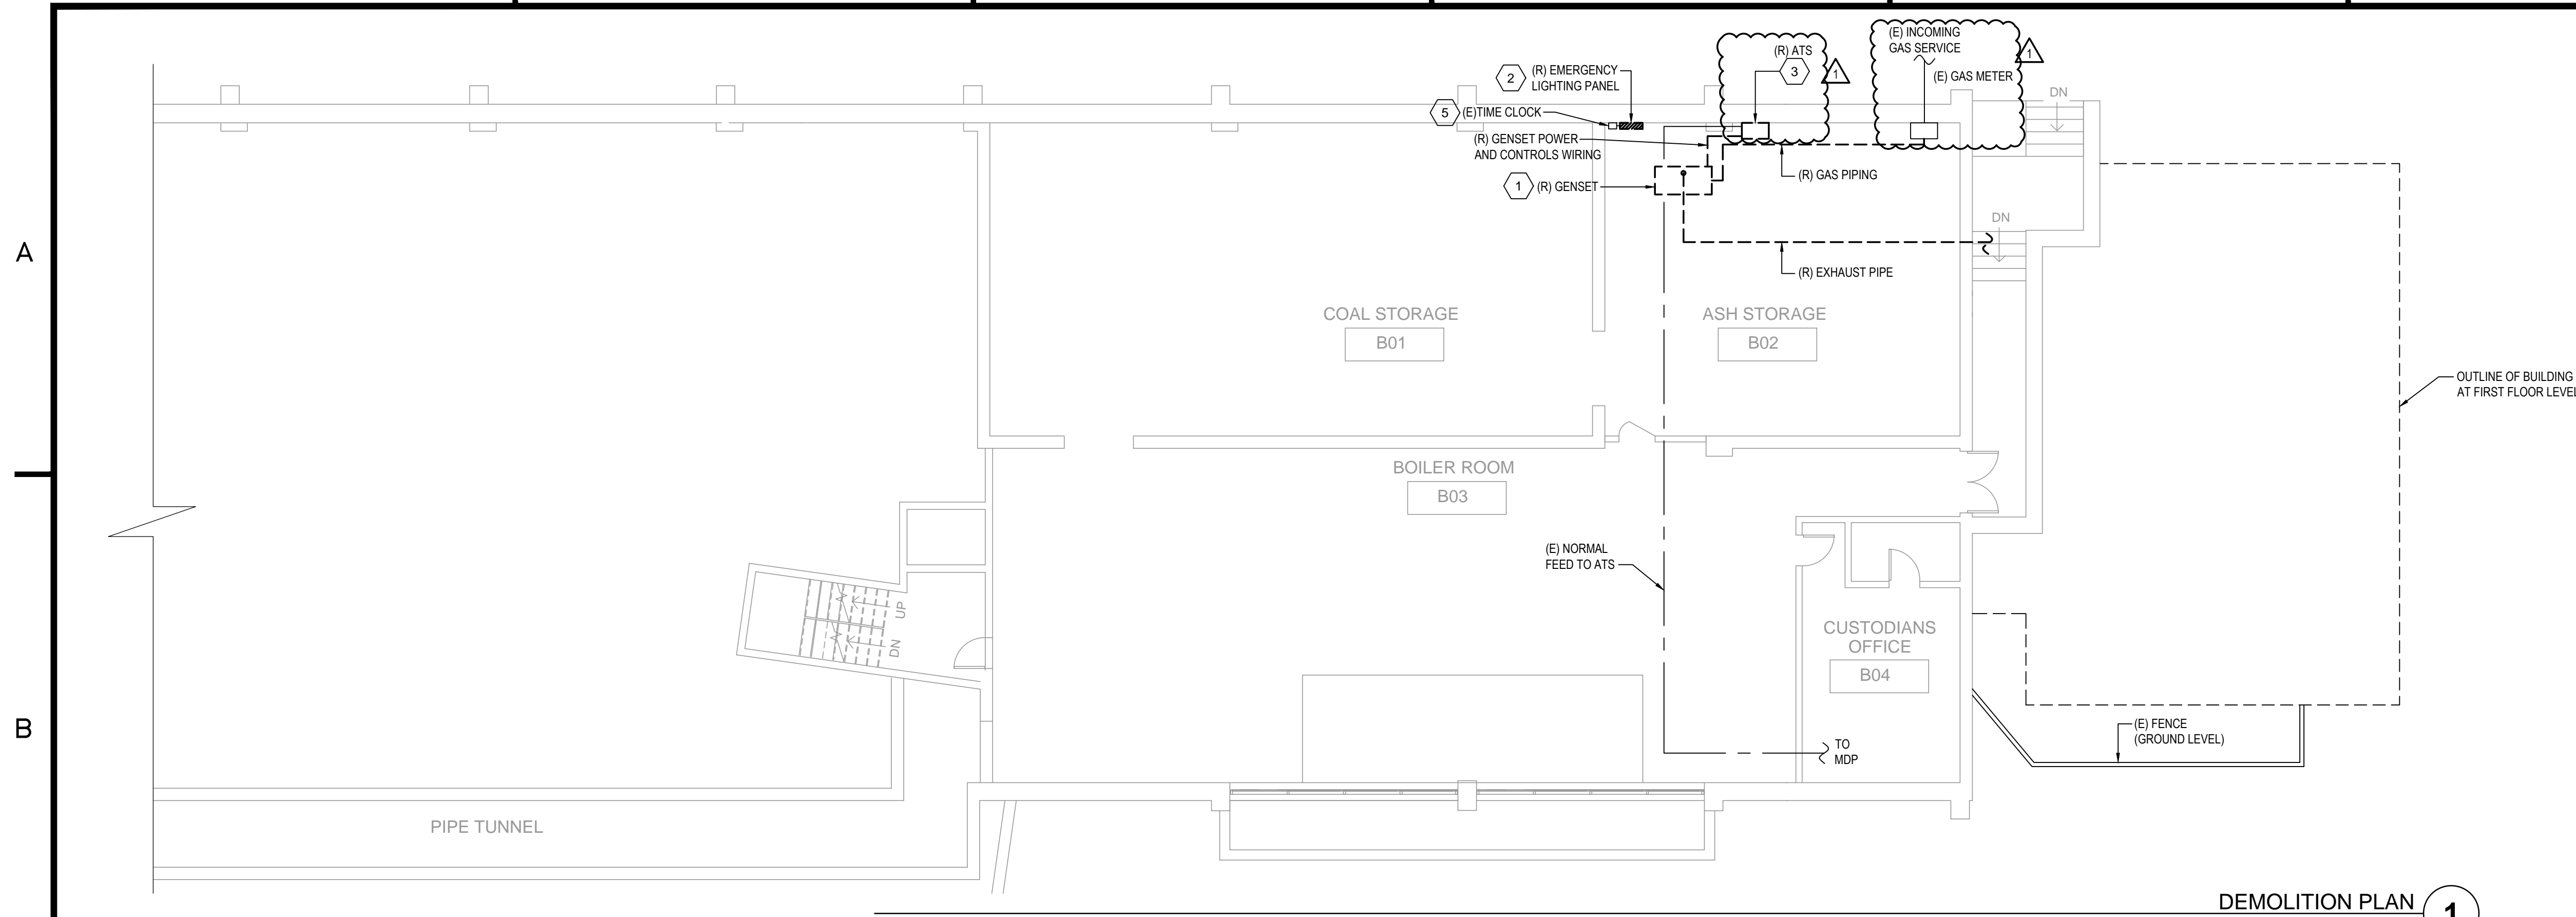 (E) INCOMING
GAS SERVICE
1
(E) GAS METER
(R) ATS
3
1
2
(R) EMERGENCY
LIGHTING PANEL
5
(E)TIME CLOCK
(R) GENSET POWER
AND CONTROLS WIRING
1
(R) GENSET
(R) GAS PIPING
DN
DN
A
(R) EXHAUST PIPE
COAL STORAGE
B01
ASH STORAGE
B02
OUTLINE OF BUILDING
AT FIRST FLOOR LEVEL
BOILER ROOM
B03
(E) NORMAL
FEED TO ATS
UP
DN
CUSTODIANS
OFFICE
B04
B
(E) FENCE
(GROUND LEVEL)
TO
MDP
PIPE TUNNEL
DEMOLITION PLAN
1